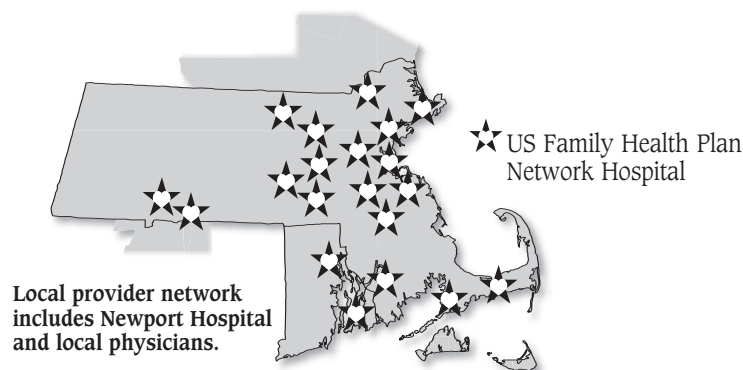 US Family Health Plan
Network Hospital
Local provider network
includes Newport Hospital
and local physicians.